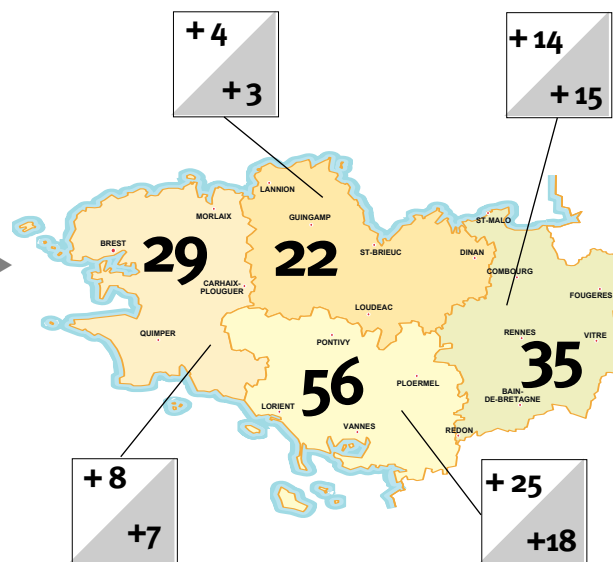 + 4
+ 3
+ 14
+ 15
LANNION
MORLAIX
GUINGAMP
ST-MALO
BREST
29
22
ST-BRIEUC
DINAN
COMBOURG
CARHAIX-
PLOUGUER
FOUGERES
LOUDEAC
QUIMPER
PONTIVY
RENNES
VITRE
35
56
PLOERMEL
BAIN-
DE-BRETAGNE
LORIENT
VANNES
REDON
+ 8
+7
+ 25
+18